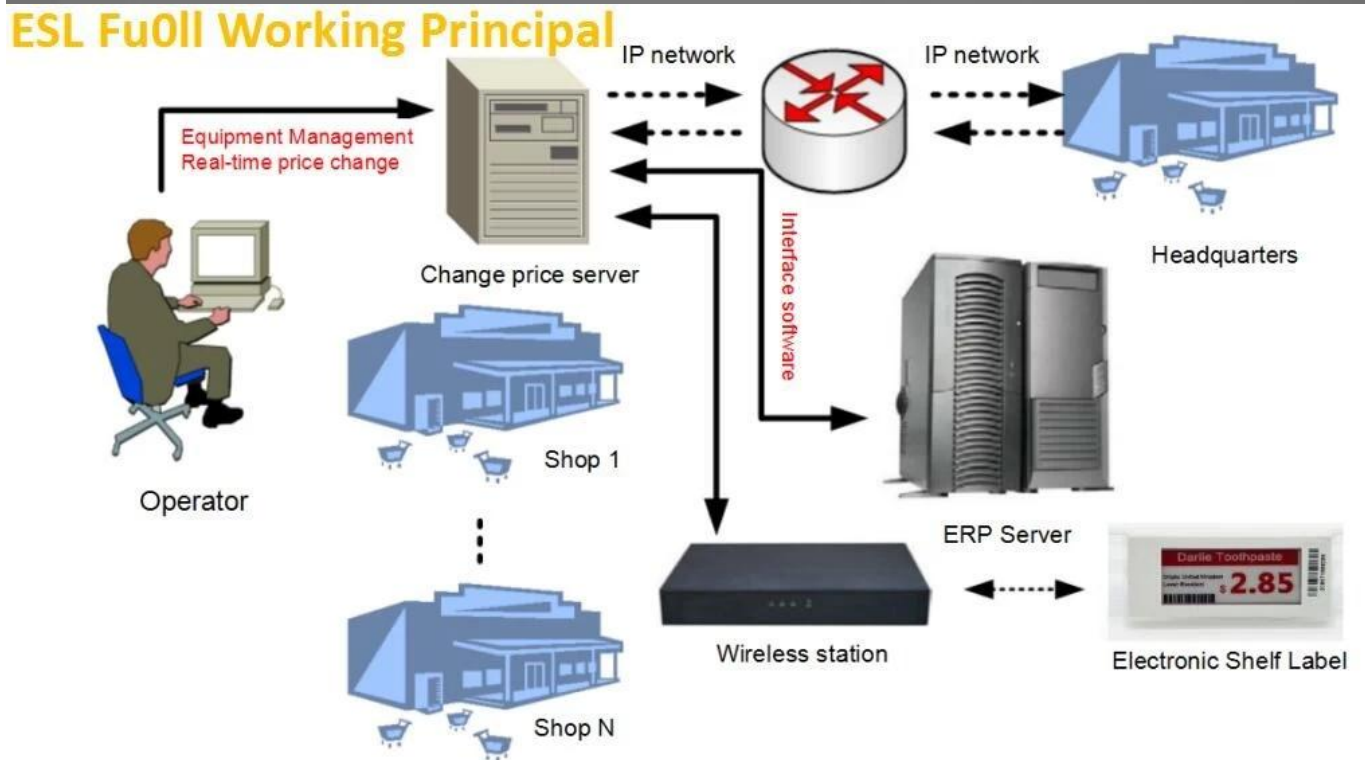 ESL Fu0ll Working Principal
IP network
IP network
Equipment Management
Real-time price change
Interface software
Headquarters
Change price server
Shop 1
Operator
ERP Server
Darlie Toothpaste
$ 2.85
Wireless station
Electronic Shelf Label
Shop N